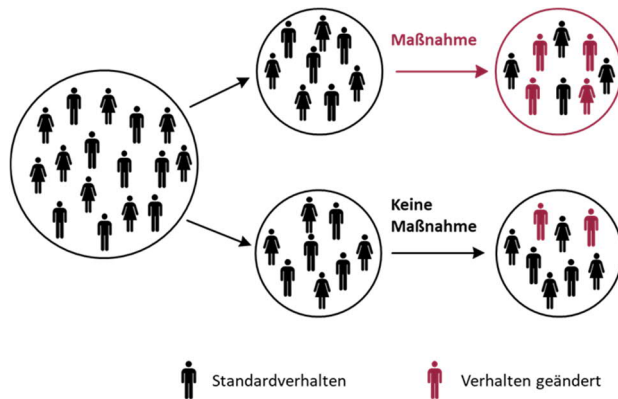 Maßnahme
Keine
Maßnahme
Standardverhalten
Verhalten geändert